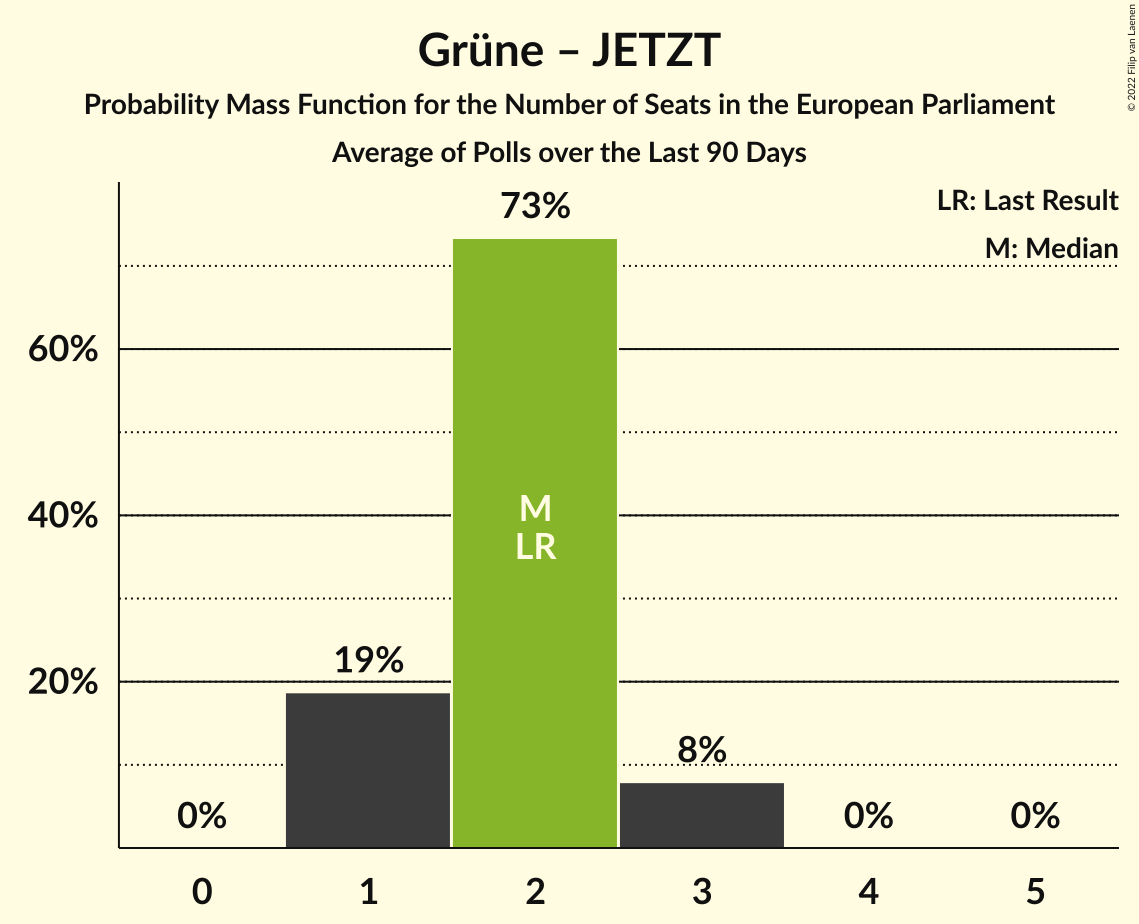 Grüne – JETZT
Probability Mass Function for the Number of Seats in the European Parliament
Average of Polls over the Last 90 Days
© 2022 Filip van Laenen
LR: Last Result
M: Median
73%
60%
40%
20%
M
LR
19%
8%
0%
0%
0%
0
1
2
3
4
5